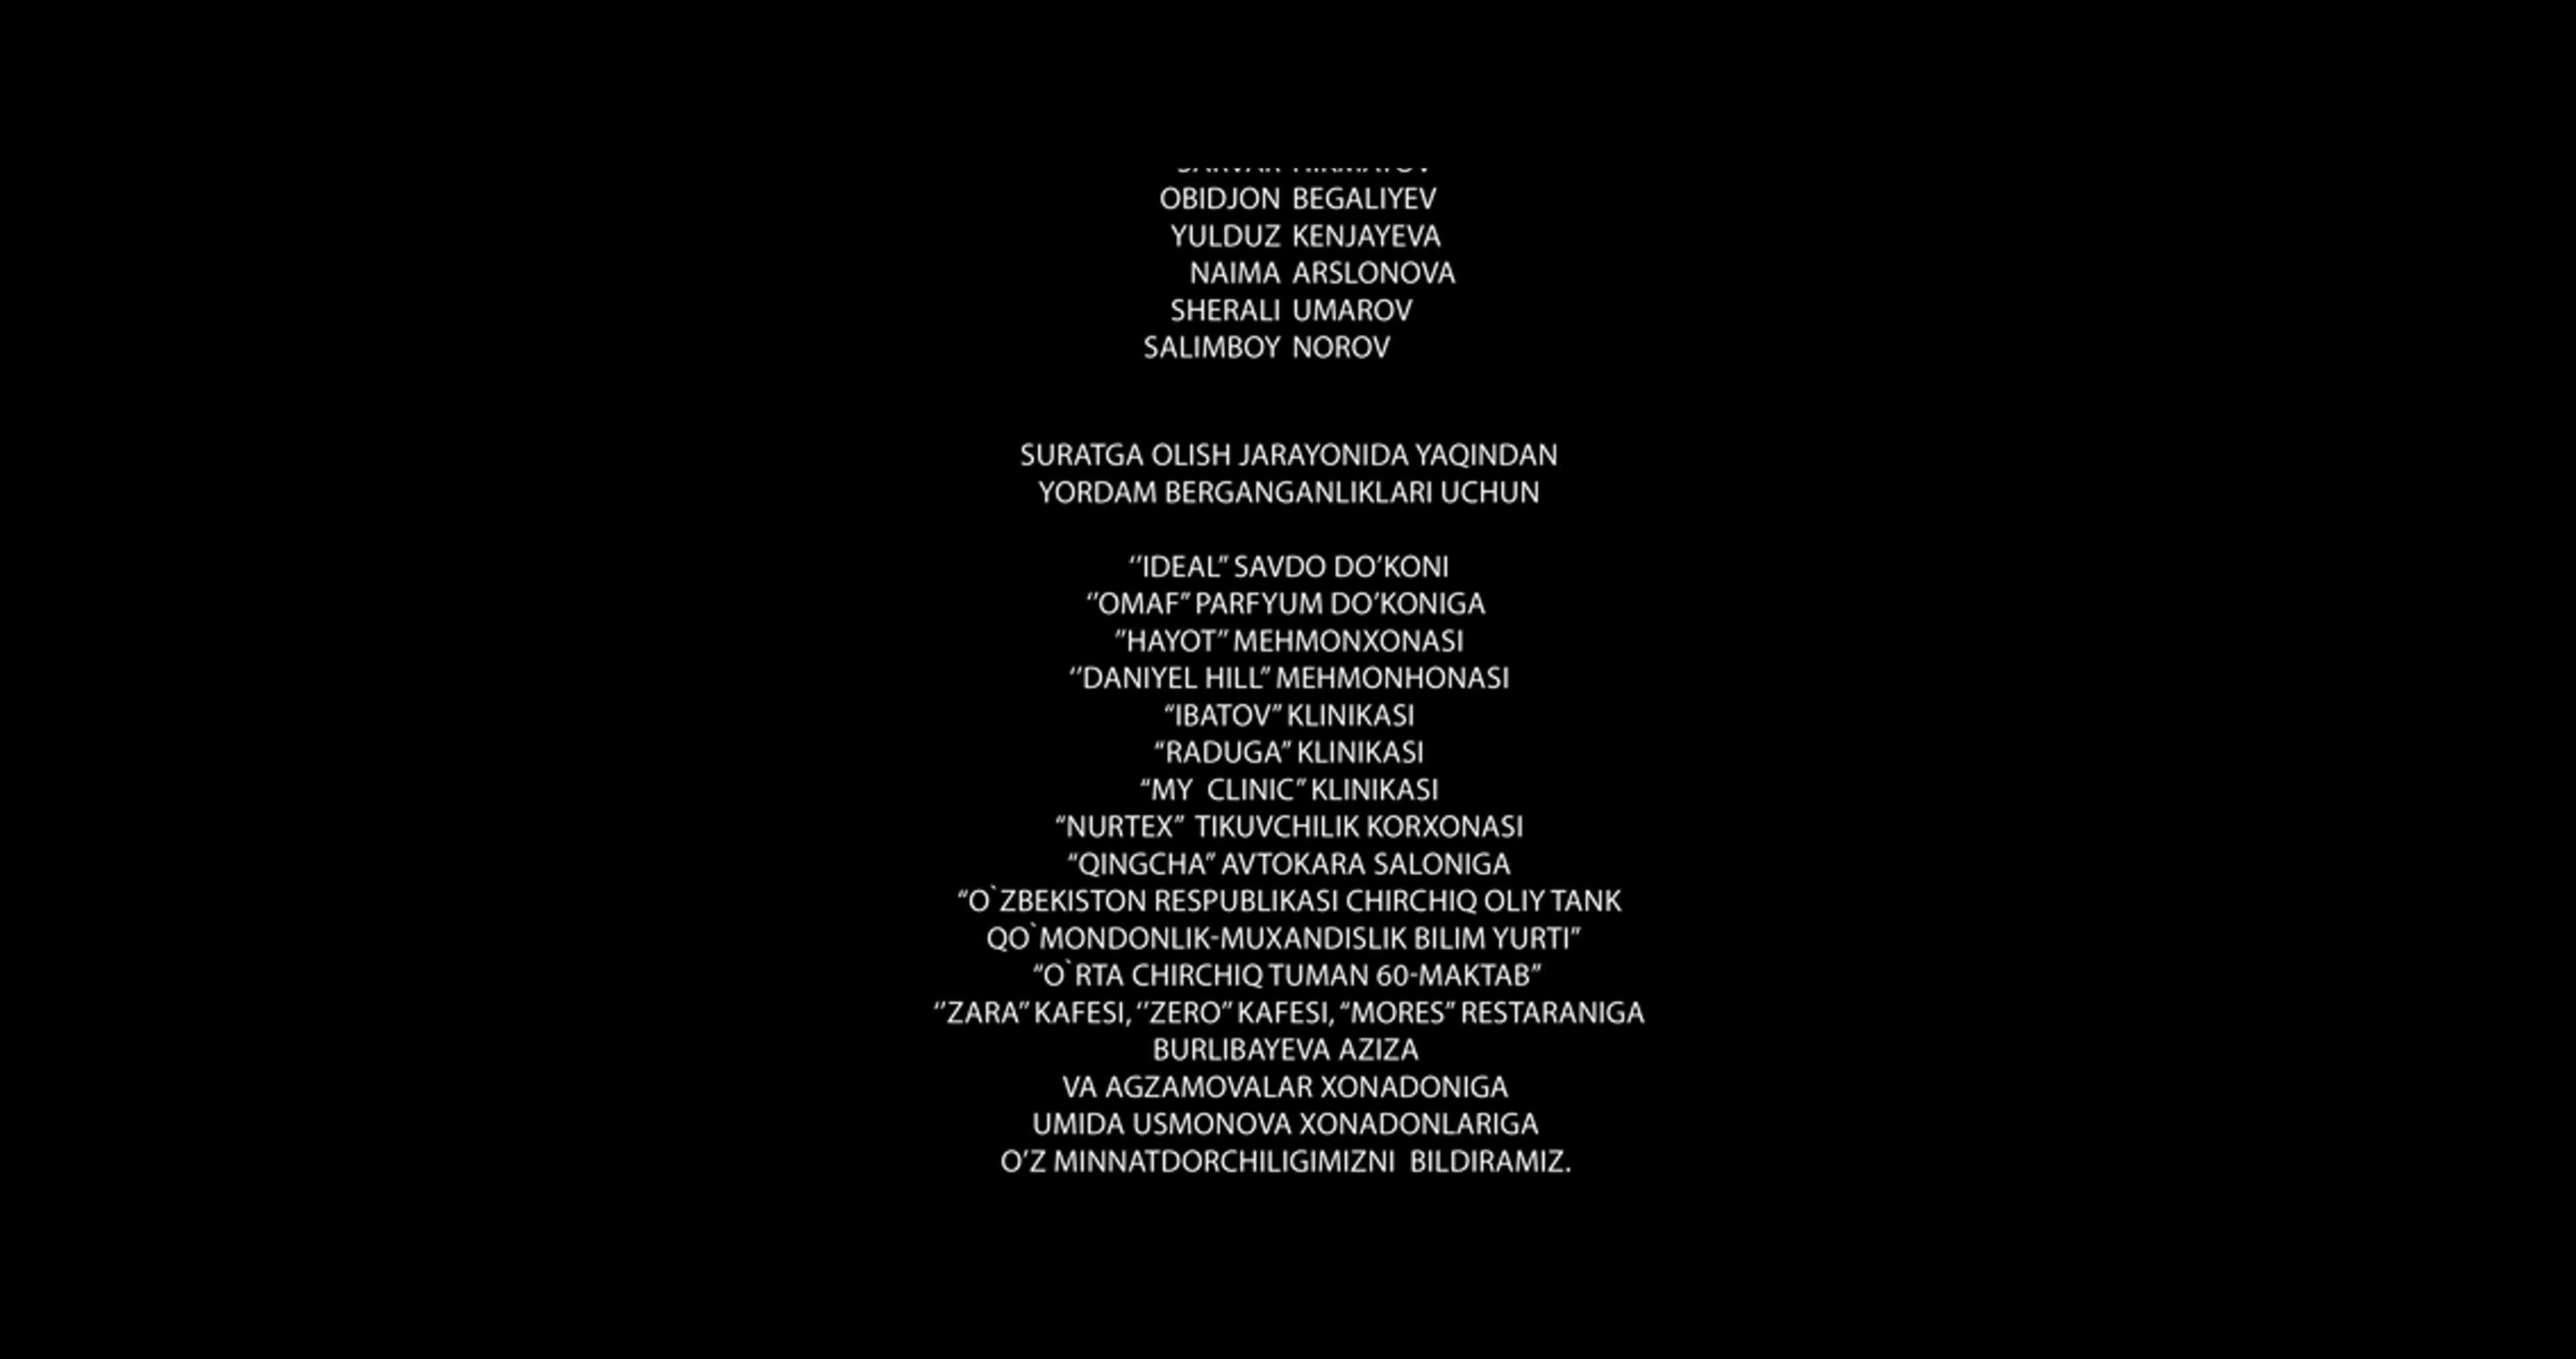 OBIDJON BEGALIYEV
YULDUZ KENJAYEVA
NAIMA ARSLONOVA
SHERALI UMAROV
SALIMBOY NOROV
SURATGA OLISH JARAYONIDA YAQINDAN
YORDAM BERGANGANLIKLARI UCHUN
‘’IDEAL” SAVDO DO’KONI
‘’OMAF” PARFYUM DO’KONIGA
”HAYOT” MEHMONXONASI
‘’DANIYEL HILL” MEHMONHONASI
“IBATOV” KLINIKASI
“RADUGA” KLINIKASI
“MY CLINIC” KLINIKASI
“NURTEX” TIKUVCHILIK KORXONASI
“QINGCHA” AVTOKARA SALONIGA
“O`ZBEKISTON RESPUBLIKASI CHIRCHIQ OLIY TANK
QO`MONDONLIK-MUXANDISLIK BILIM YURTI”
“O`RTA CHIRCHIQ TUMAN 60-MAKTAB”
‘’ZARA” KAFESI, ‘’ZERO” KAFESI, “MORES” RESTARANIGA
BURLIBAYEVA AZIZA
VA AGZAMOVALAR XONADONIGA
UMIDA USMONOVA XONADONLARIGA
O’Z MINNATDORCHILIGIMIZNI BILDIRAMIZ.